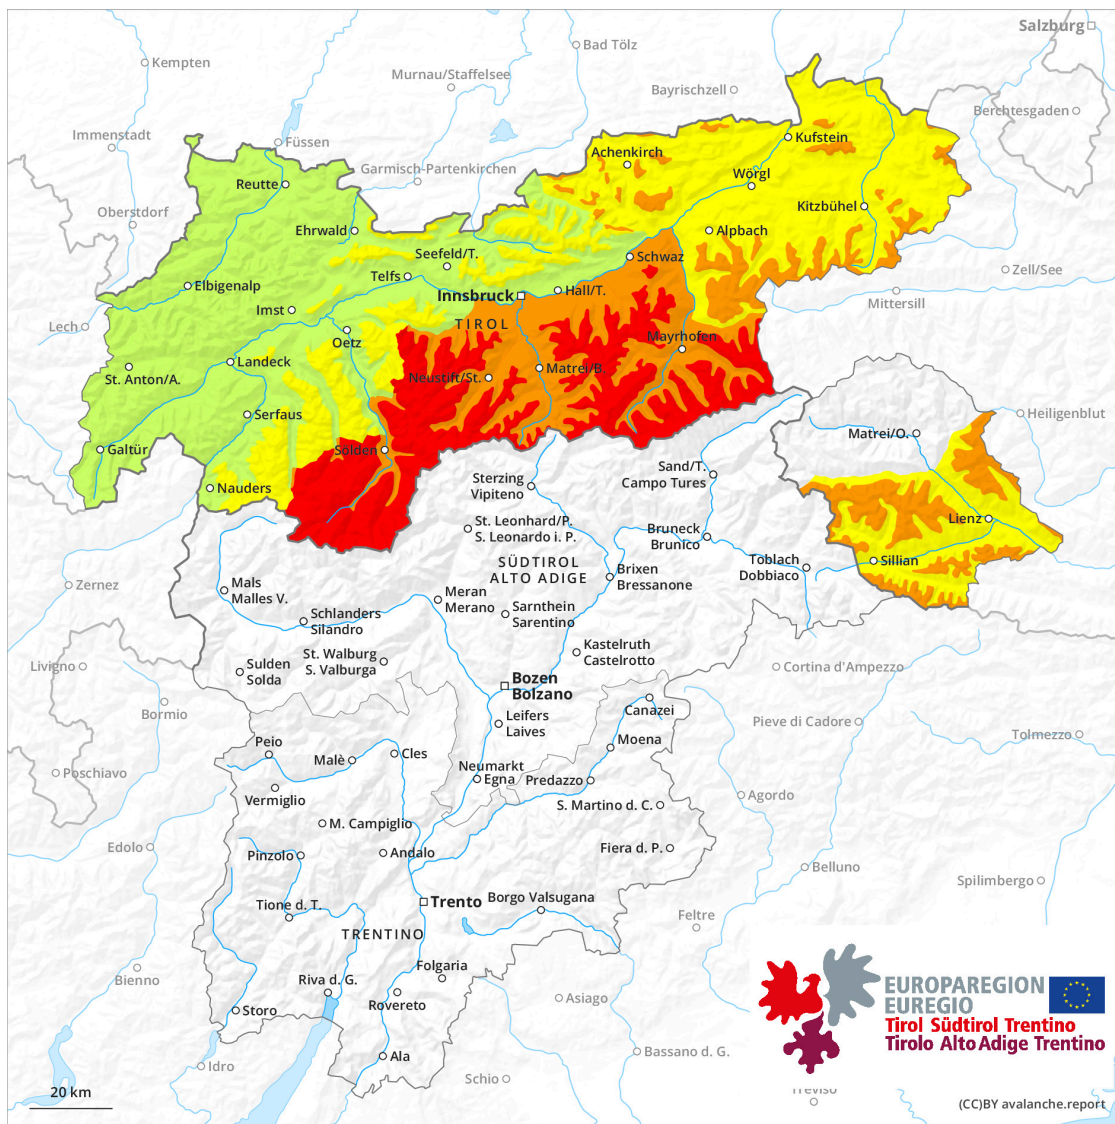 Salzburg
Bad Tölz
Kempten
Murnau/Staffelsee
Bayrischzell
Berchtesgaden
Immenstadt
Füssen
Kufstein
Achenkirch
Garmisch-Partenkirchen
Wörgl
Reutte
Kitzbühel
Oberstdorf
Ehrwald
Alpbach
Seefeld/T.
Schwaz
Zell/See
Telfs
Elbigenalp
Innsbruck
Hall/T.
Mittersill
Imst
TIROL
Lech
Oetz
Mayrhofen
Landeck
Matrei/B.
St. Anton/A.
Neustift/St.
Serfaus
Heiligenblut
Matrei/O.
Galtür
Sölden
Sand/T.
Campo Tures
Sterzing
Vipiteno
Nauders
Lienz
St. Leonhard/P.
S. Leonardo i. P.
Bruneck
Brunico
SÜDTIROL
ALTO ADIGE
Toblach
Dobbiaco
Sillian
Brixen
Bressanone
Zernez
Mals
Malles V.
Meran
Merano
Sarnthein
Sarentino
Schlanders
Silandro
Kastelruth
Castelrotto
St. Walburg
S. Valburga
Livigno
Sulden
Solda
Cortina d'Ampezzo
Bozen
Bolzano
Bormio
Canazei
Leifers
Laives
Pieve di Cadore
Tolmezzo
Peio
Moena
Malè
Cles
Neumarkt
Egna
Predazzo
Poschiavo
Vermiglio
Agordo
S. Martino d. C.
M. Campiglio
Edolo
Pinzolo
Andalo
Fiera d. P.
Belluno
Spilimbergo
Trento
Borgo Valsugana
Tione d. T.
Feltre
TRENTINO
Folgaria
Bienno
Riva d. G.
Rovereto
Asiago
Storo
EUROPAREGION
EUREGIO
Tirol Südtirol Trentino
Tirolo Alto Adige Trentino
Ala
Bassano d. G.
Idro
Schio
Treviso
20 km
(CC)BY avalanche.report